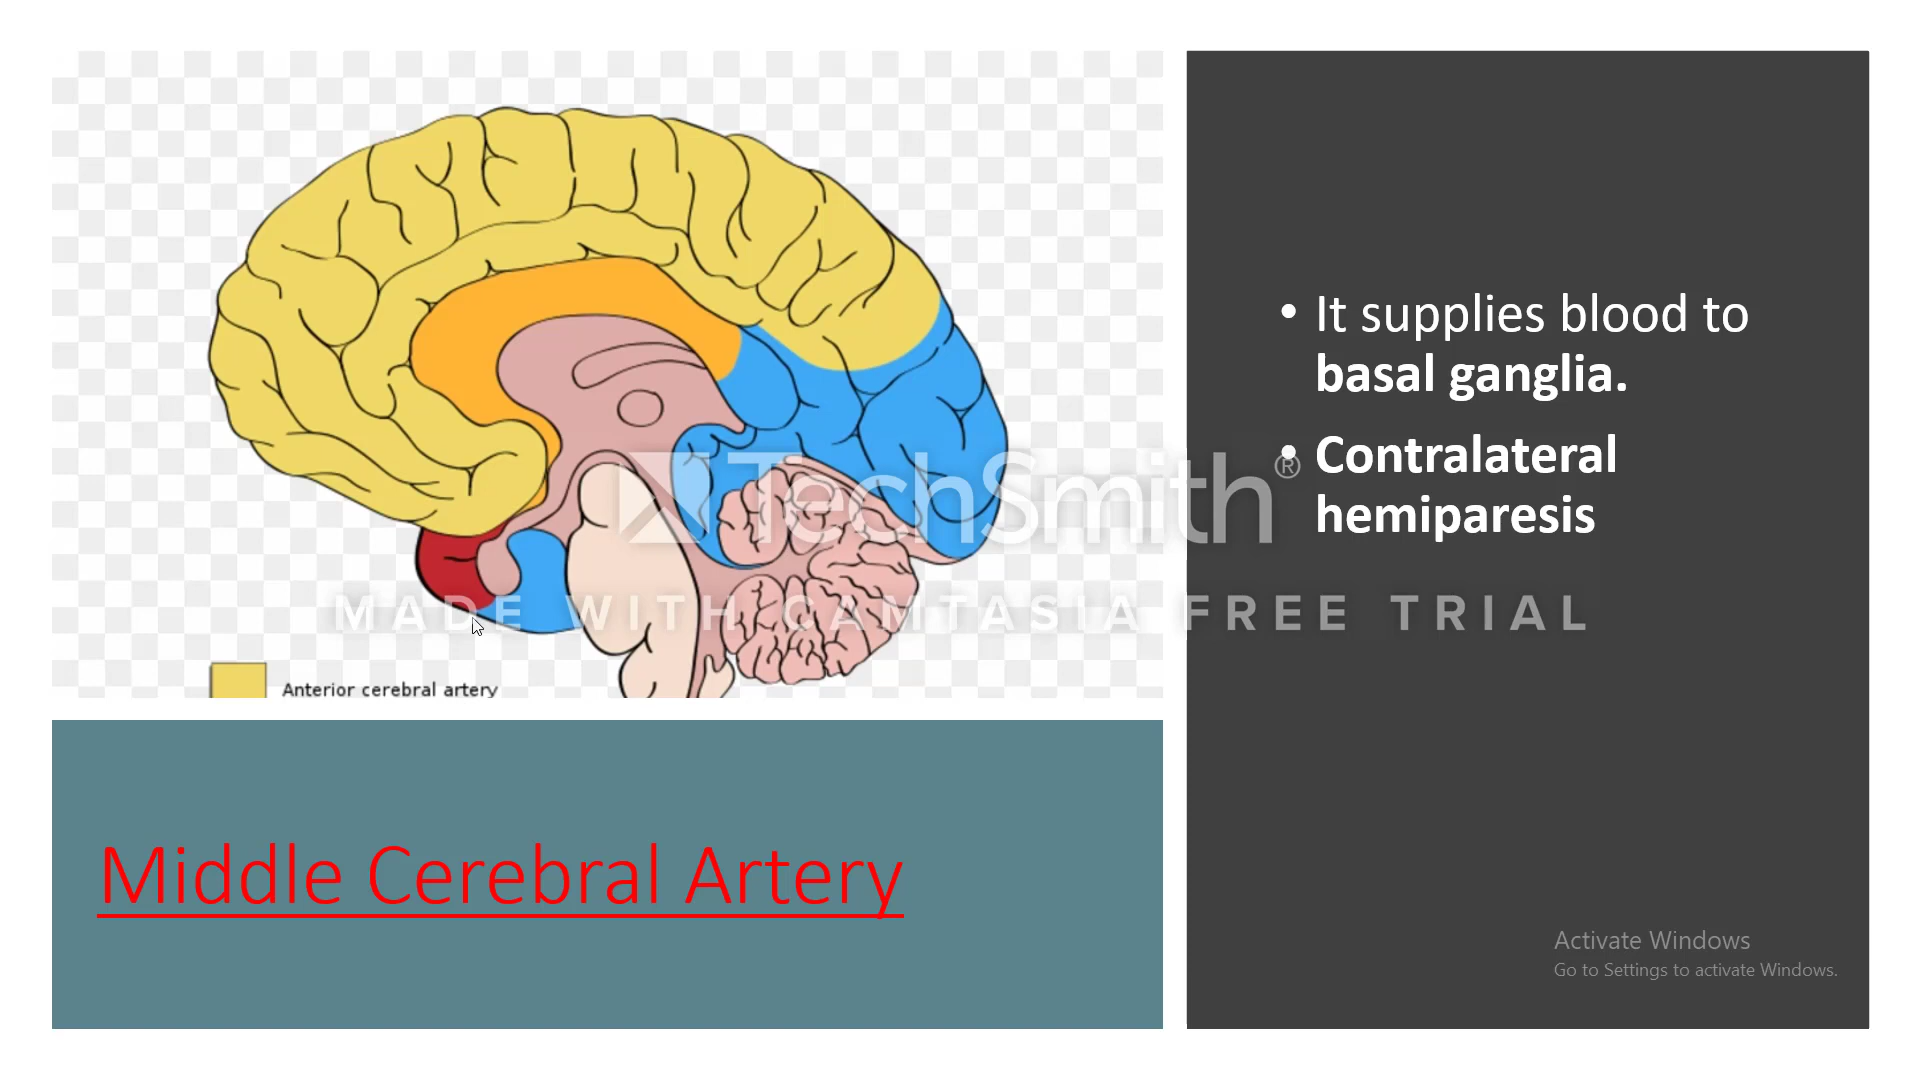 • It supplies blood to
basal ganglia.
• Contralateral
hemiparesis
TechSmith®
MADE WITH CAMTASIA FREE TRIAL
Anterior cerebral artery
Middle Cerebral Artery
Activate Windows
Go to Settings to activate Windows.